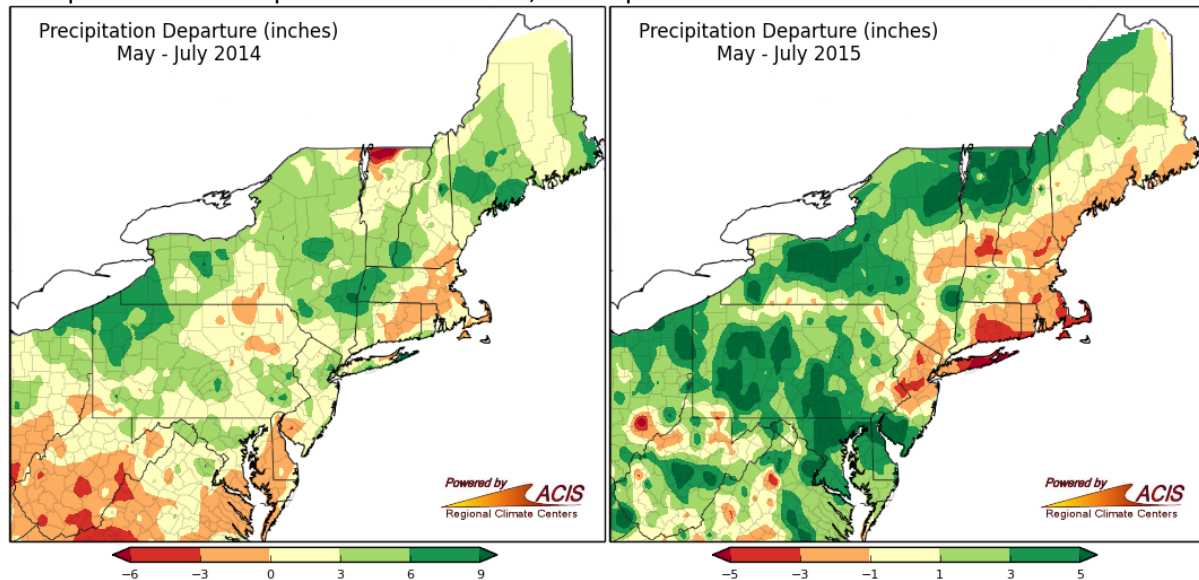 Precipitation Departure (inches)
May - July 2014
Powered by
ACIS
Regional Climate Centers
−6 −3 0 3 6 9
Precipitation Departure (inches)
May - July 2015
Powered by
ACIS
Regional Climate Centers
−5 −3 −1 1 3 5